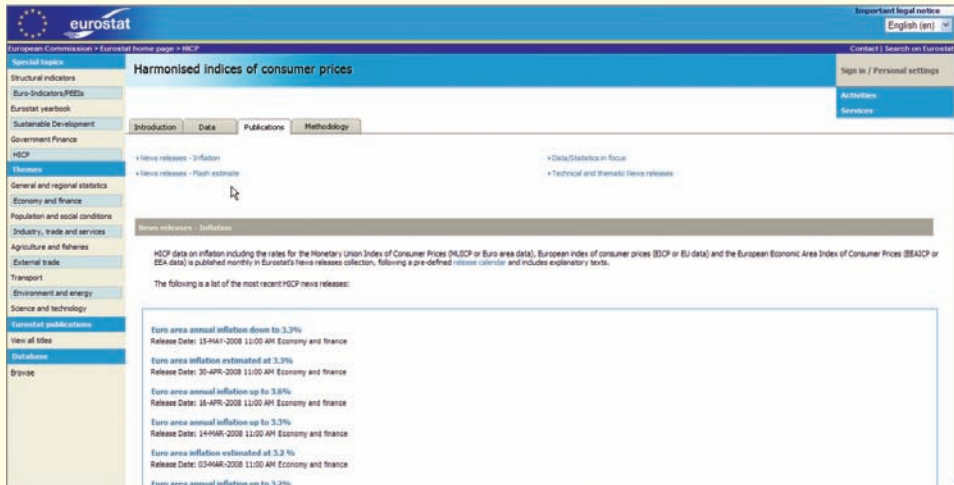 Important legal notice
eurostat
English (en)
European Commission > Eurostat home page > HICP
Contact | Search on Eurostat
Special topics
Structural indicators
Euro-Indicators/PEEIs
Eurostat yearbook
Sustainable Development
Government Finance
HICP
Themes
General and regional statistics
Economy and finance
Population and social conditions
Industry, trade and services
Agriculture and fisheries
External trade
Transport
Environment and energy
Science and technology
Eurostat publications
View all titles
Database
Browse
Harmonised indices of consumer prices
Sign in / Personal settings
Activities
Services
Introduction Data Publications Methodology
News releases - Inflation
Data/Statistics in focus
News releases - Flash estimate
Technical and thematic News releases
News releases - Inflation
HICP data on inflation including the rates for the Monetary Union Index of Consumer Prices (MUICP or Euro area data), European index of consumer prices (EICP or EU data) and the European Economic Area Index of Consumer Prices (EEAICP or
EEA data) is published monthly in Eurostat's News releases collection, following a pre-defined release calendar and includes explanatory texts.
The following is a list of the most recent HICP news releases:
Euro area annual inflation down to 3.3%
Release Date: 15-MAY-2008 11:00 AM Economy and finance
Euro area inflation estimated at 3.3%
Release Date: 30-APR-2008 11:00 AM Economy and finance
Euro area annual inflation up to 3.6%
Release Date: 16-APR-2008 11:00 AM Economy and finance
Euro area annual inflation up to 3.3%
Release Date: 14-MAR-2008 11:00 AM Economy and finance
Euro area inflation estimated at 3.2 %
Release Date: 03-MAR-2008 11:00 AM Economy and finance
Euro area annual inflation up to 3.2%